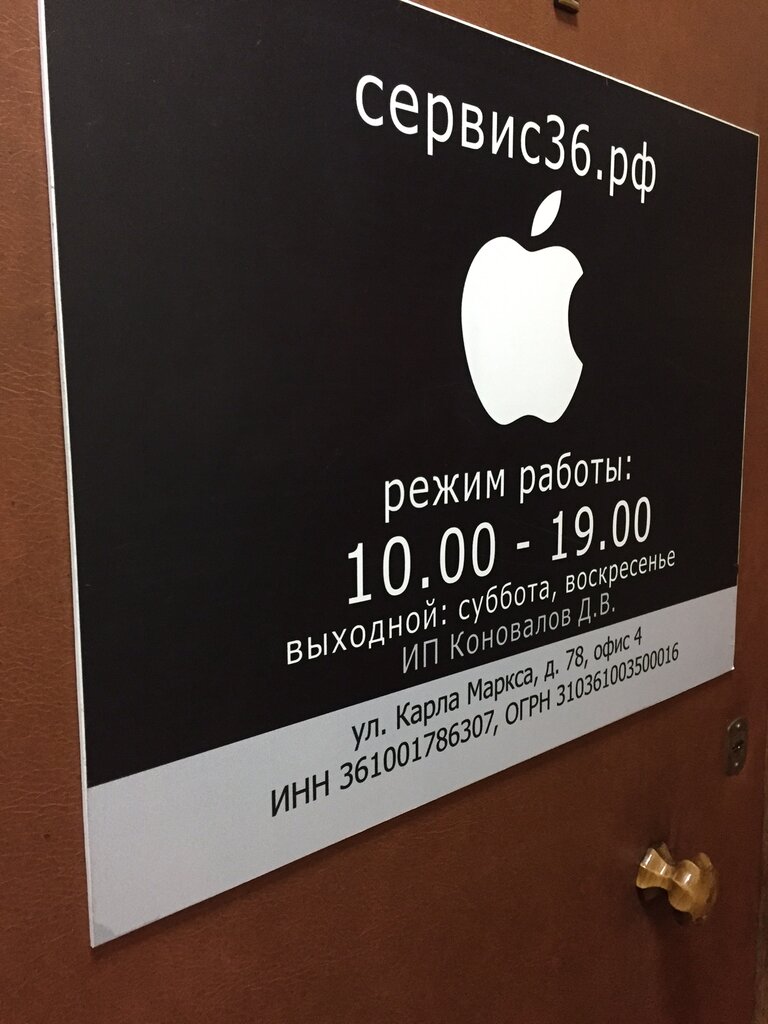 сервис36.рф
режим работы:
10.00 - 19.00
выходной: суббота, воскресенье
ИП Коновалов Д.В.
ул. Карла Маркса, д. 78, офис 4
ИНН 361001786307, ОГРН 310361003500016